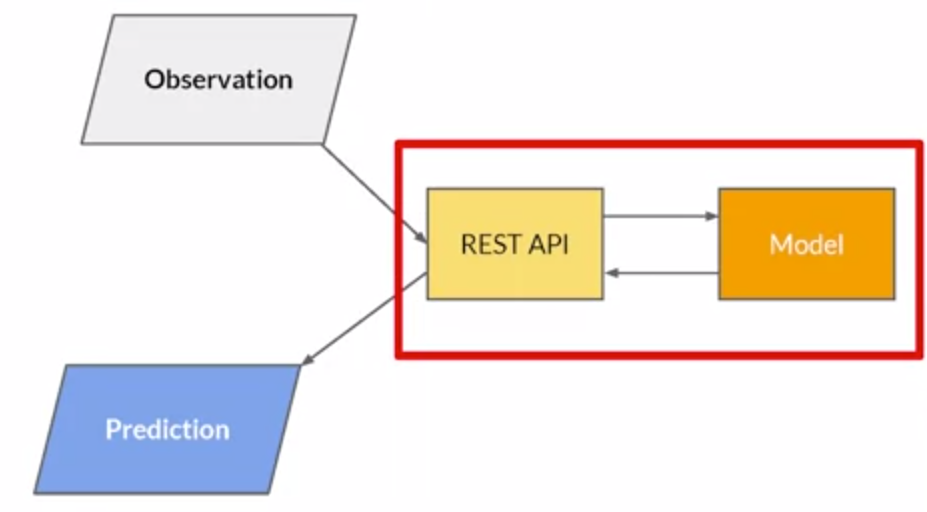 Observation
REST API
Model
Prediction